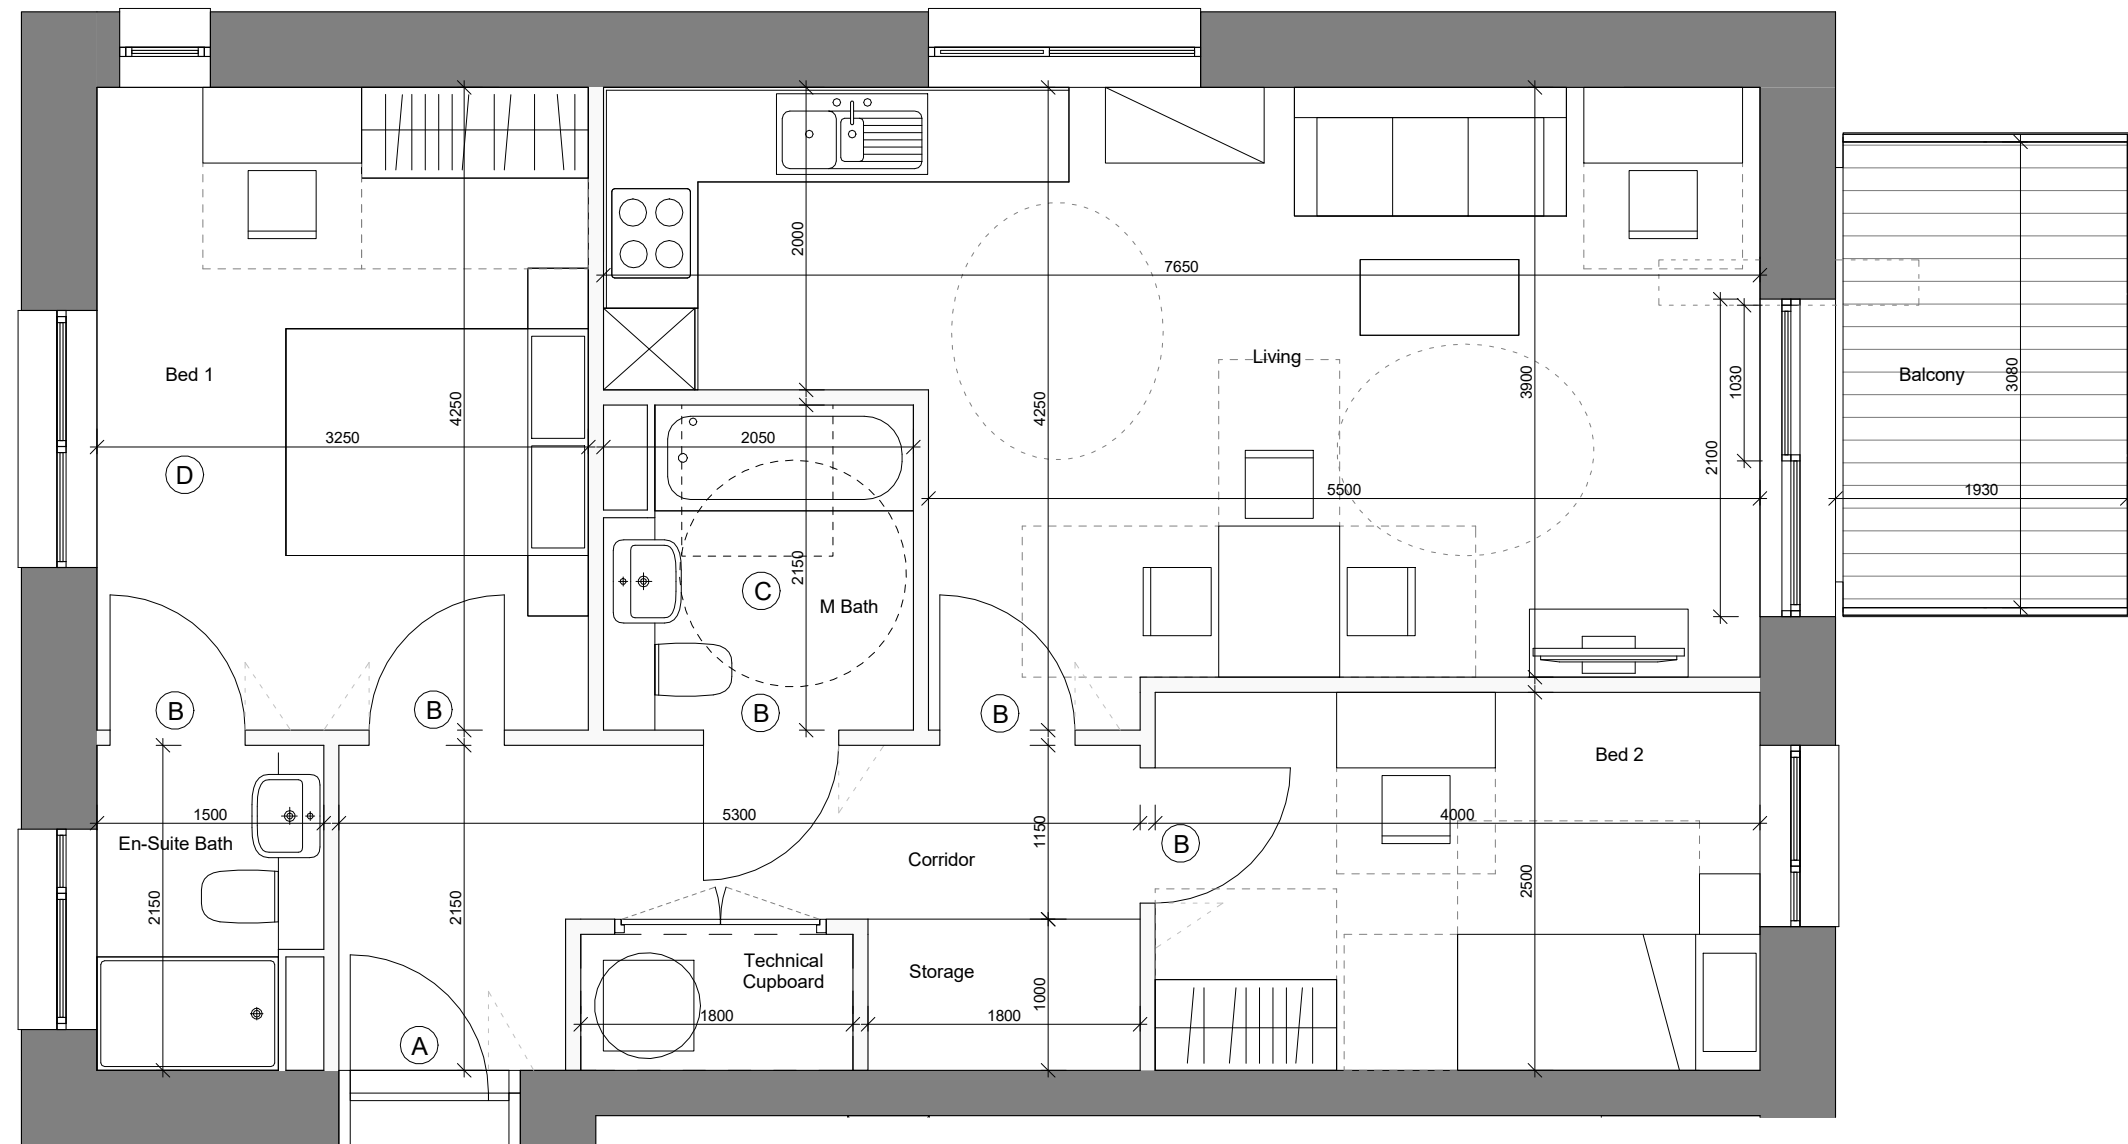 2000
7650
Living
Bed 1
4250
4250
3900
1030
Balcony
3080
3250
2050
D
2100
5500
1930
2150
C
M Bath
B
B
B
B
Bed 2
1500
5300
4000
En-Suite Bath
1150
B
Corridor
2150
2150
2500
Technical
Cupboard
Storage
1000
1800
1800
A